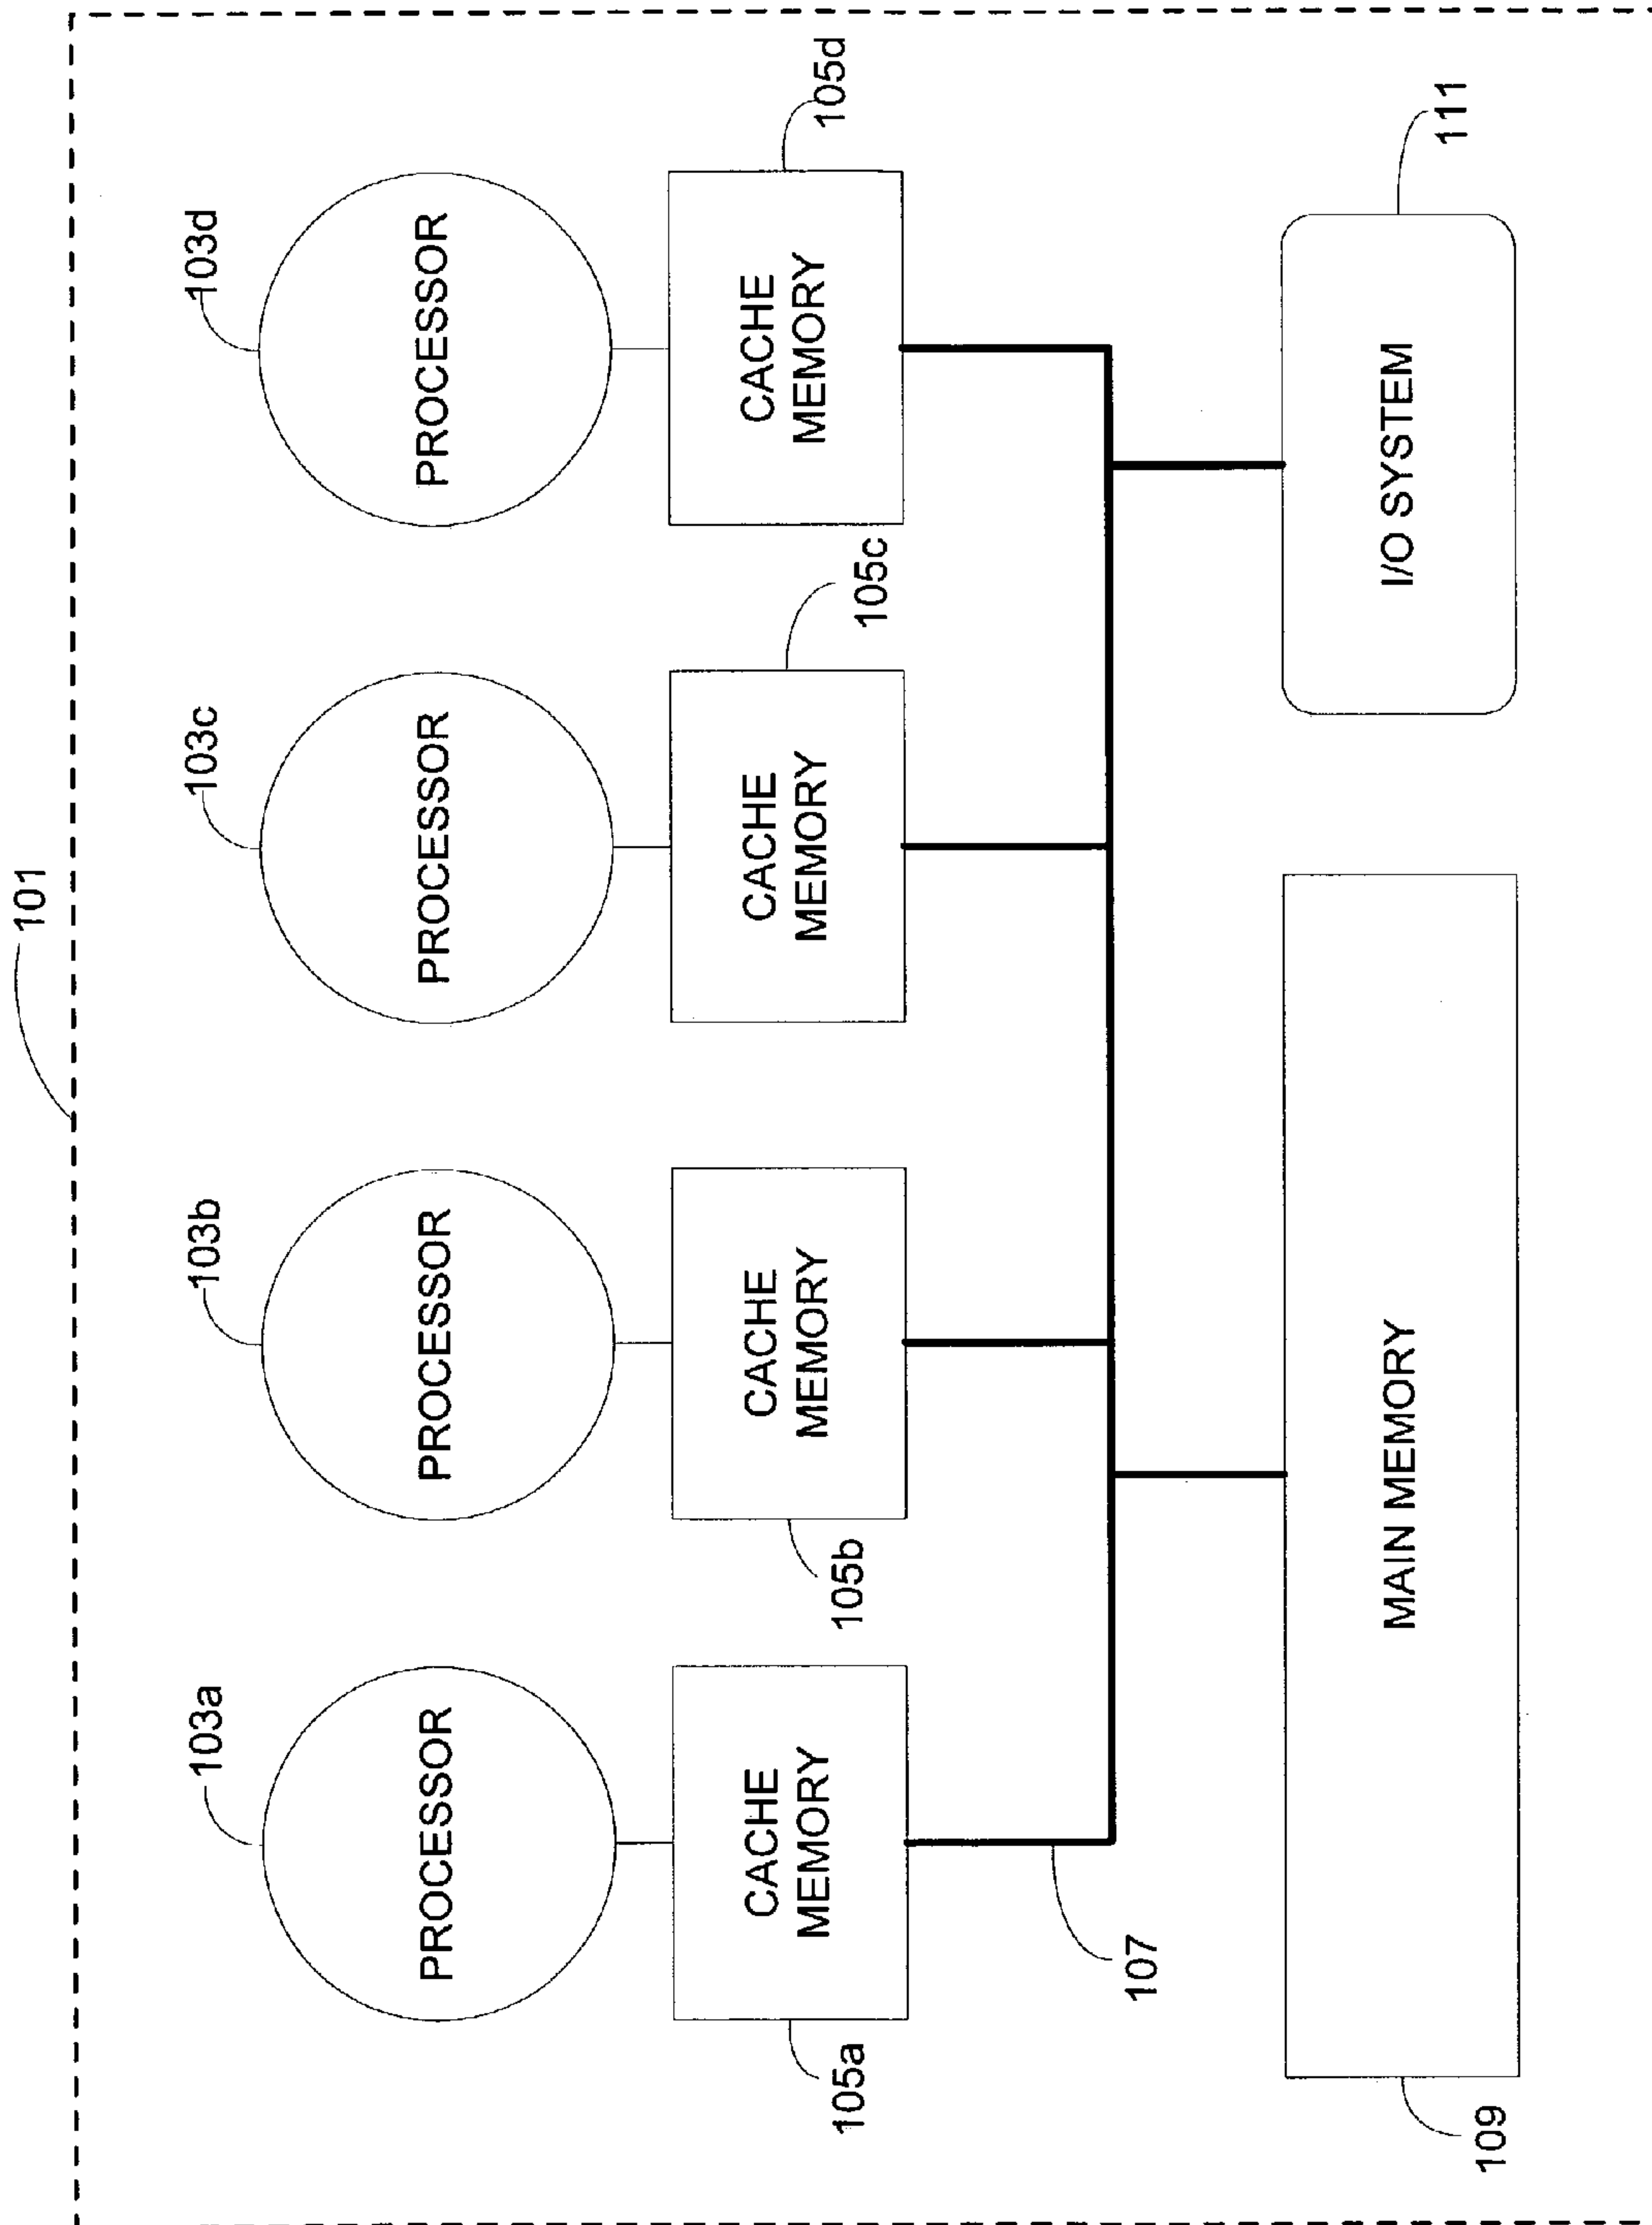 101
103a
103b
103c
103d
PROCESSOR
PROCESSOR
PROCESSOR
PROCESSOR
CACHE
MEMORY
CACHE
MEMORY
CACHE
MEMORY
CACHE
MEMORY
105a
105b
105c
105d
107
MAIN MEMORY
I/O SYSTEM
109
111